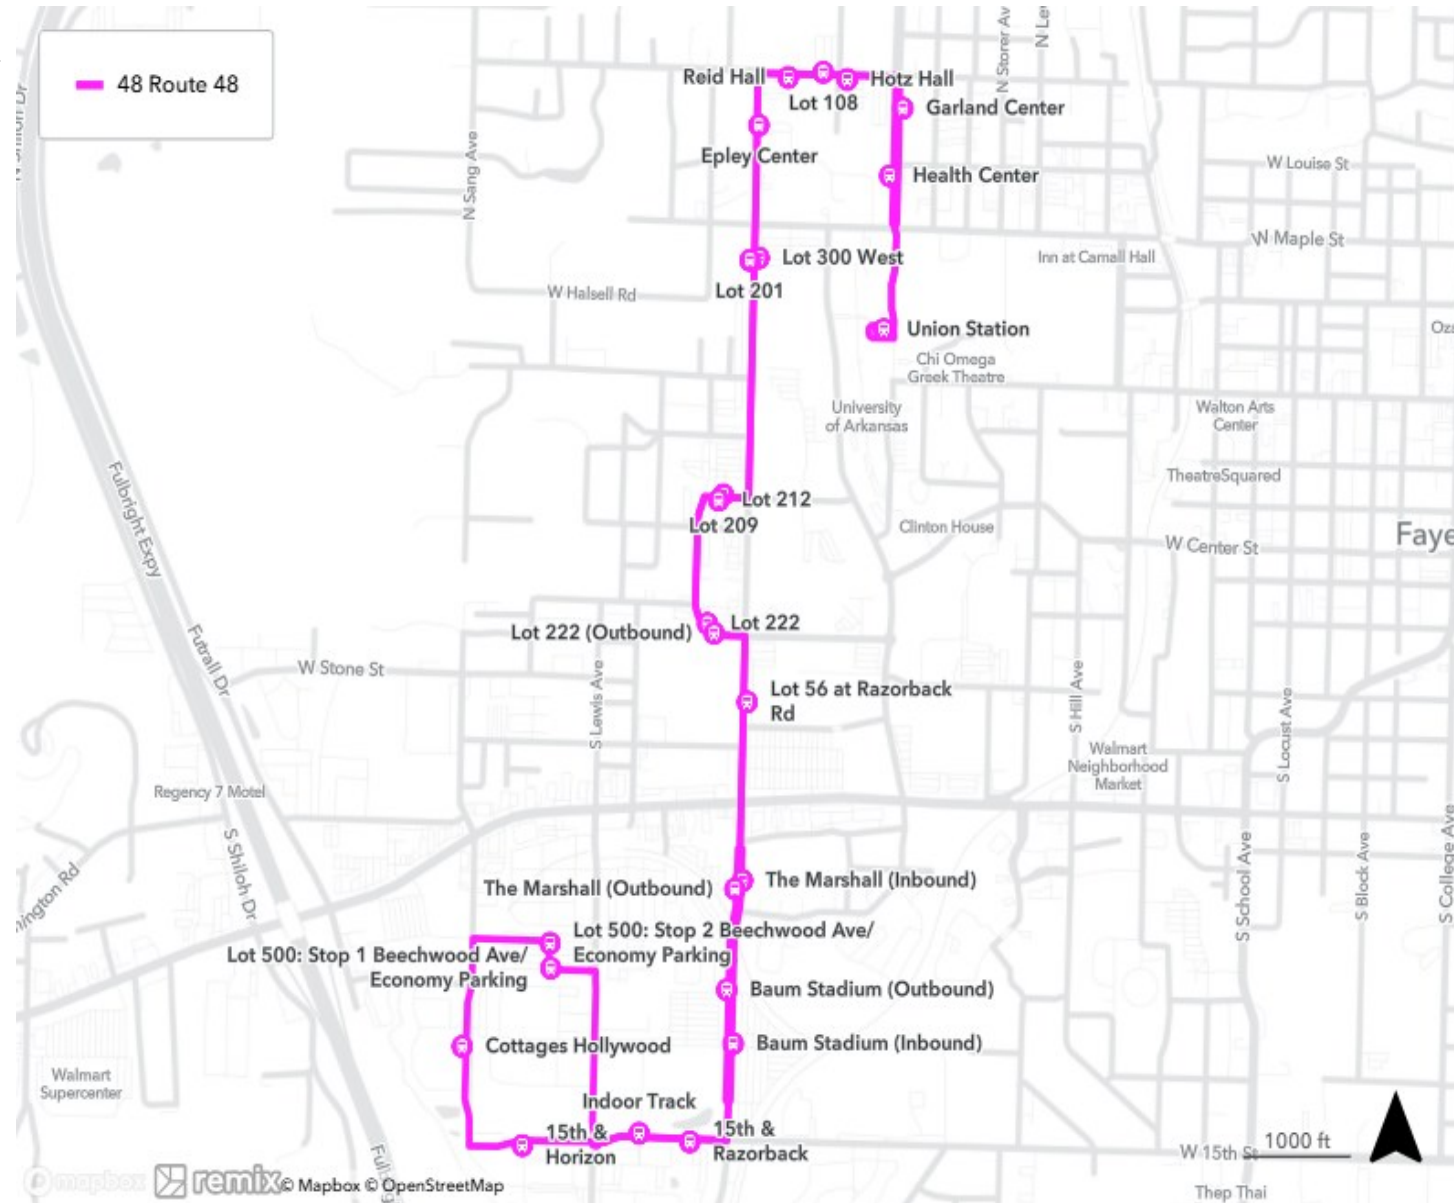 48 Route 48
Reid Hall
Hotz Hall
Lot 108
Garland Center
Epley Center
Health Center
N Sang Ave
N Storer Av
W Louise St
W Maple St
Lot 300 West
Inn at Carnall Hall
Lot 201
W Halsell Rd
Union Station
Chi Omega
Greek Theatre
University
of Arkansas
Walton Arts
Center
TheatreSquared
Lot 212
Lot 209
Clinton House
W Center St
Faye
Fulbright Expy
Lot 222
Lot 222 (Outbound)
Futrall Dr
W Stone St
S Lewis Ave
Lot 56 at Razorback
Rd
S Hill Ave
S Locust Ave
Walmart
Neighborhood
Market
Regency 7 Motel
S Shiloh Dr
The Marshall (Inbound)
The Marshall (Outbound)
S School Ave
S Block Ave
S College Ave
nington Rd
Lot 500: Stop 2 Beechwood Ave/
Economy Parking
Lot 500: Stop 1 Beechwood Ave/
Economy Parking
Baum Stadium (Outbound)
Cottages Hollywood
Baum Stadium (Inbound)
Walmart
Supercenter
Indoor Track
15th &
Horizon
15th &
Razorback
W 15th St
1000 ft
mapbox
remix
© Mapbox © OpenStreetMap
Thep Thai